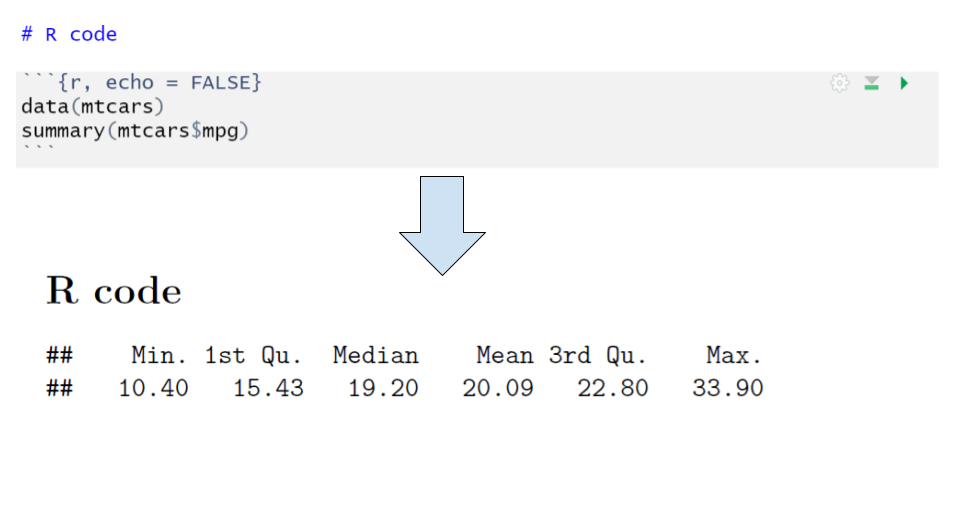 # R code
```{r, echo = FALSE}
data(mtcars)
summary(mtcars$mpg)
```
R code
## Min. 1st Qu. Median Mean 3rd Qu. Max.
## 10.40 15.43 19.20 20.09 22.80 33.90